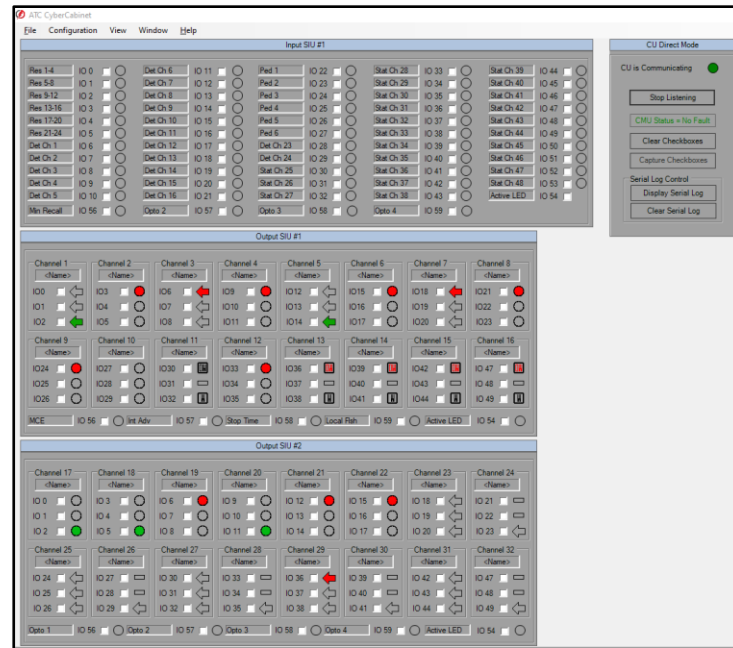 ATC CyberCabinet
File Configuration View Window Help
Input SIU #1
Res 1-4 IO 0 Det Ch 6 IO 11 Ped 1 IO 22 Stat Ch 28 IO 33 Stat Ch 39 IO 44
Res 5-8 IO 1 Det Ch 7 IO 12 Ped 2 IO 23 Stat Ch 29 IO 34 Stat Ch 40 IO 45
Res 9-12 IO 2 Det Ch 8 IO 13 Ped 3 IO 24 Stat Ch 30 IO 35 Stat Ch 41 IO 46
Res 13-16 IO 3 Det Ch 9 IO 14 Ped 4 IO 25 Stat Ch 31 IO 36 Stat Ch 42 IO 47
Res 17-20 IO 4 Det Ch 10 IO 15 Ped 5 IO 26 Stat Ch 32 IO 37 Stat Ch 43 IO 48
Res 21-24 IO 5 Det Ch 11 IO 16 Ped 6 IO 27 Stat Ch 33 IO 38 Stat Ch 44 IO 49
Det Ch 1 IO 6 Det Ch 12 IO 17 Det Ch 23 IO 28 Stat Ch 34 IO 39 Stat Ch 45 IO 50
Det Ch 2 IO 7 Det Ch 13 IO 18 Det Ch 24 IO 29 Stat Ch 35 IO 40 Stat Ch 46 IO 51
Det Ch 3 IO 8 Det Ch 14 IO 19 Stat Ch 25 IO 30 Stat Ch 36 IO 41 Stat Ch 47 IO 52
Det Ch 4 IO 9 Det Ch 15 IO 20 Stat Ch 26 IO 31 Stat Ch 37 IO 42 Stat Ch 48 IO 53
Det Ch 5 IO 10 Det Ch 16 IO 21 Stat Ch 27 IO 32 Stat Ch 38 IO 43 Active LED IO 54
Min Recall IO 56 Opto 2 IO 57 Opto 3 IO 58 Opto 4 IO 59
CU Direct Mode
CU is Communicating
Stop Listening
CMU Status = No Fault
Clear Checkboxes
Capture Checkboxes
Serial Log Control
Display Serial Log
Clear Serial Log
Output SIU #1
Channel 1 Channel 2 Channel 3 Channel 4 Channel 5 Channel 6 Channel 7 Channel 8
<Name> <Name> <Name> <Name> <Name> <Name> <Name> <Name>
IO0 IO3 IO6 IO9 IO12 IO15 IO18 IO21
IO1 IO4 IO7 IO10 IO13 IO16 IO19 IO22
IO2 IO5 IO8 IO11 IO14 IO17 IO20 IO23
Channel 9 Channel 10 Channel 11 Channel 12 Channel 13 Channel 14 Channel 15 Channel 16
<Name> <Name> <Name> <Name> <Name> <Name> <Name> <Name>
IO24 IO27 IO30 IO33 IO36 IO39 IO42 IO 47
IO25 IO28 IO31 IO34 IO37 IO40 IO43 IO 48
IO26 IO29 IO32 IO35 IO38 IO41 IO44 IO 49
MCE IO 56 Int Adv IO 57 Stop Time IO 58 Local Flsh IO 59 Active LED IO 54
Output SIU #2
Channel 17 Channel 18 Channel 19 Channel 20 Channel 21 Channel 22 Channel 23 Channel 24
<Name> <Name> <Name> <Name> <Name> <Name> <Name> <Name>
IO 0 IO 3 IO 6 IO 9 IO 12 IO 15 IO 18 IO 21
IO 1 IO 4 IO 7 IO 10 IO 13 IO 16 IO 19 IO 22
IO 2 IO 5 IO 8 IO 11 IO 14 IO 17 IO 20 IO 23
Channel 25 Channel 26 Channel 27 Channel 28 Channel 29 Channel 30 Channel 31 Channel 32
<Name> <Name> <Name> <Name> <Name> <Name> <Name> <Name>
IO 24 IO 27 IO 30 IO 33 IO 36 IO 39 IO 42 IO 47
IO 25 IO 28 IO 31 IO 34 IO 37 IO 40 IO 43 IO 48
IO 26 IO 29 IO 32 IO 35 IO 38 IO 41 IO 44 IO 49
Opto 1 IO 56 Opto 2 IO 57 Opto 3 IO 58 Opto 4 IO 59 Active LED IO 54